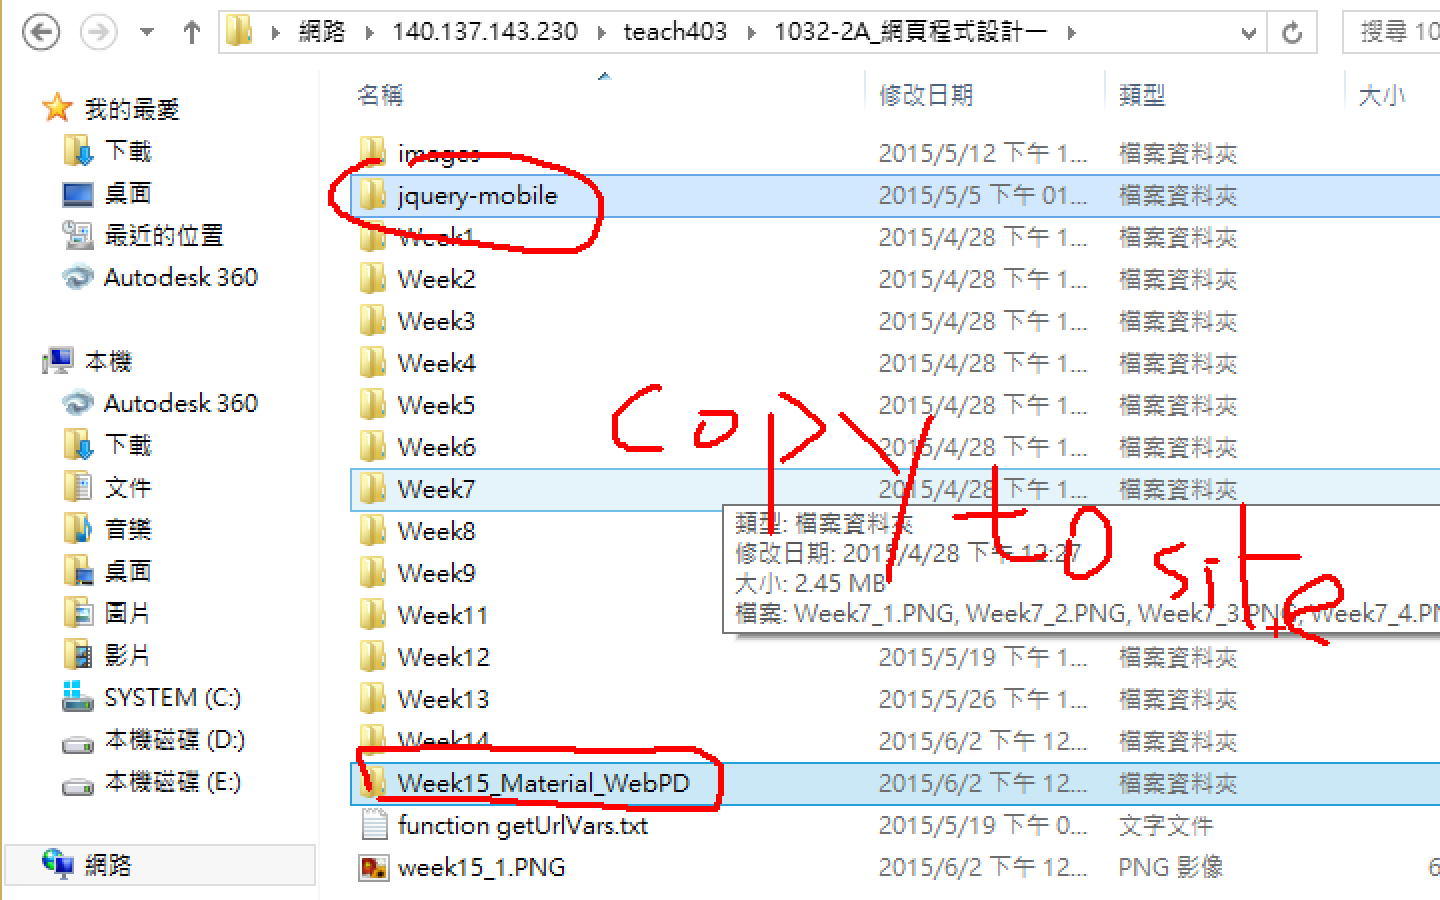 網路 140.137.143.230 teach403 1032-2A_網頁程式設計一 搜尋 10
名稱 修改日期 類型 大小
我的最愛
下載
桌面
最近的位置
Autodesk 360
本機
Autodesk 360
下載
文件
音樂
桌面
圖片
影片
SYSTEM (C:)
本機磁碟 (D:)
本機磁碟 (E:)
網路
images 2015/5/12 下午 1... 檔案資料夾
jquery-mobile 2015/5/5 下午 01... 檔案資料夾
Week1 2015/4/28 下午 1... 檔案資料夾
Week2 2015/4/28 下午 1... 檔案資料夾
Week3 2015/4/28 下午 1... 檔案資料夾
Week4 2015/4/28 下午 1... 檔案資料夾
Week5 2015/4/28 下午 1... 檔案資料夾
Week6 2015/4/28 下午 1... 檔案資料夾
Week7 2015/4/28 下午 1... 檔案資料夾
Week8
Week9
Week11
Week12 2015/5/19 下午 1... 檔案資料夾
Week13 2015/5/26 下午 1... 檔案資料夾
Week14 2015/6/2 下午 12... 檔案資料夾
Week15_Material_WebPD 2015/6/2 下午 12... 檔案資料夾
function getUrlVars.txt 2015/5/19 下午 0... 文字文件
week15_1.PNG 2015/6/2 下午 12... PNG 影像 6
類型: 檔案資料夾
修改日期: 2015/4/28 下午 12:27
大小: 2.45 MB
檔案: Week7_1.PNG, Week7_2.PNG, Week7_3.PNG, Week7_4.PN
copy to site